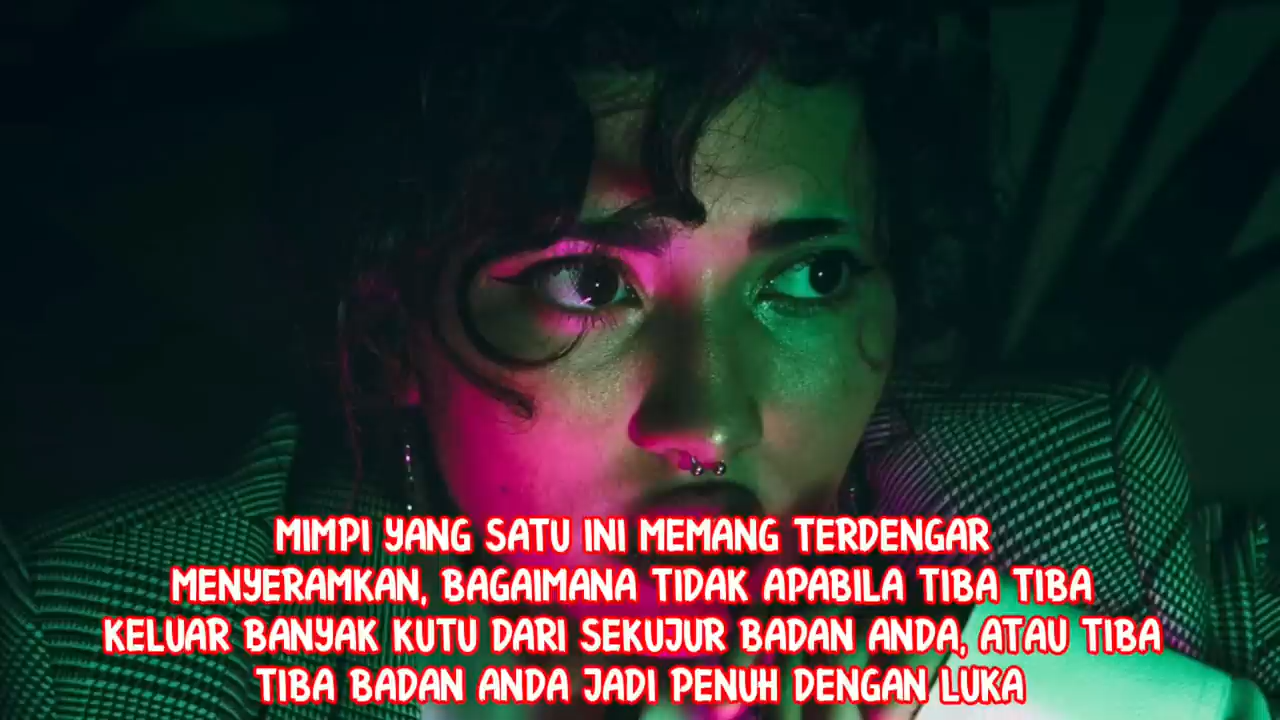 MIMPI YANG SATU INI MEMANG TERDENGAR
MENYERAMKAN, BAGAIMANA TIDAK APABILA TIBA TIBA
KELUAR BANYAK KUTU DARI SEKUJUR BADAN ANDA, ATAU TIBA
TIBA BADAN ANDA JADI PENUH DENGAN LUKA